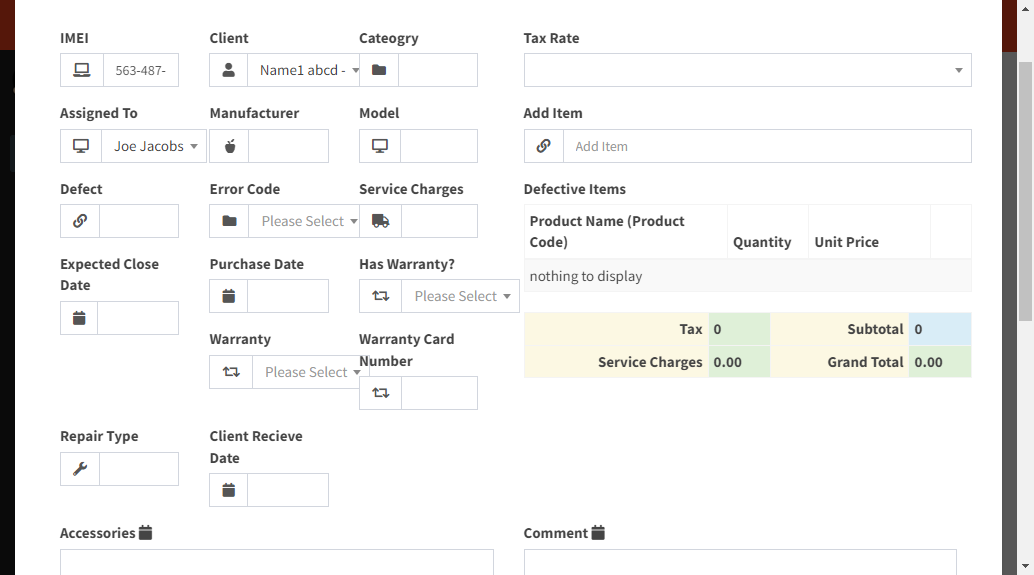 IMEI
Client
Cateogry
Tax Rate
563-487-
Name1 abcd -
Assigned To
Manufacturer
Model
Add Item
Joe Jacobs
Add Item
Defect
Error Code
Service Charges
Defective Items
Please Select
Product Name (Product
Code)
Quantity
Unit Price
Expected Close
Date
Purchase Date
Has Warranty?
nothing to display
Please Select
Warranty
Warranty Card
Number
Tax 0
Subtotal 0
Please Select
Service Charges 0.00
Grand Total 0.00
Repair Type
Client Recieve
Date
Accessories
Comment